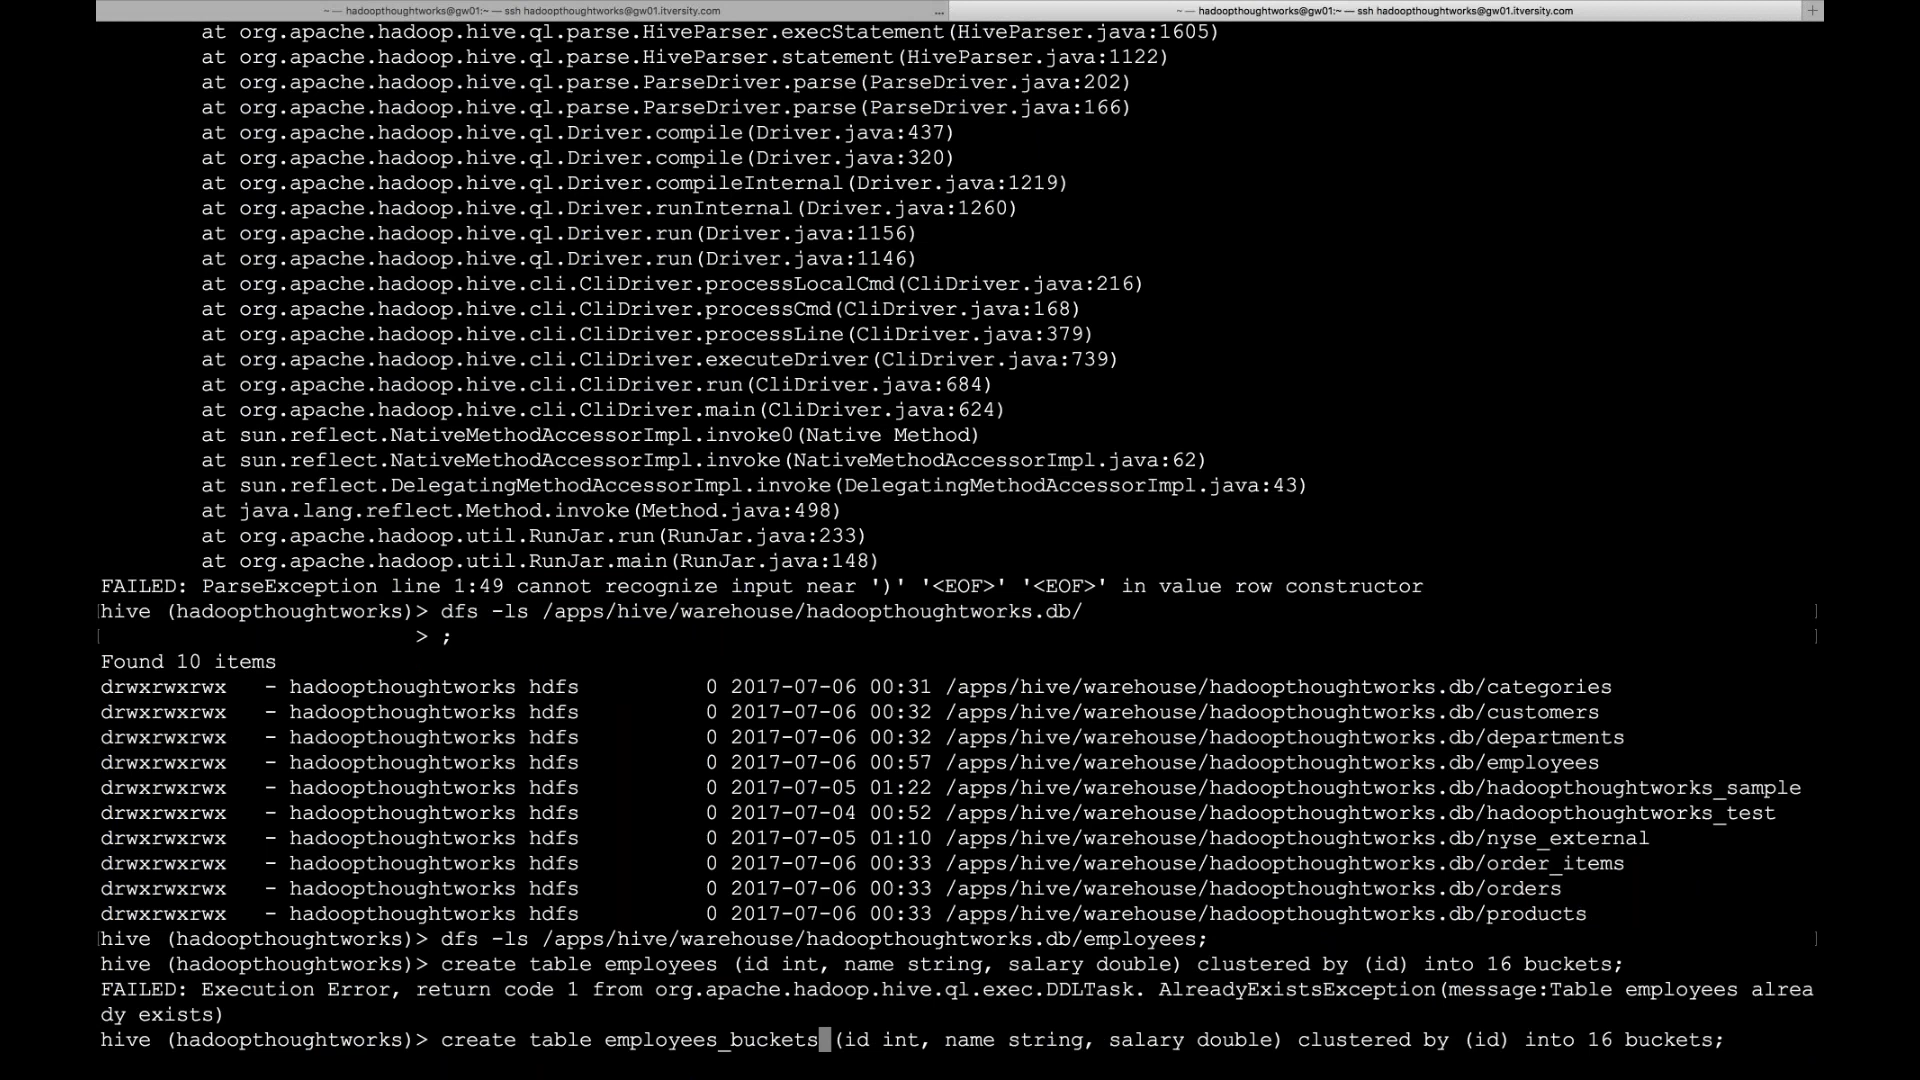 ~ — hadoopthoughtworks@gw01:~ — ssh hadoopthoughtworks@gw01.itversity.com ... ~ — hadoopthoughtworks@gw01:~ — ssh hadoopthoughtworks@gw01.itversity.com +
at org.apache.hadoop.hive.ql.parse.HiveParser.execStatement(HiveParser.java:1605)
at org.apache.hadoop.hive.ql.parse.HiveParser.statement(HiveParser.java:1122)
at org.apache.hadoop.hive.ql.parse.ParseDriver.parse(ParseDriver.java:202)
at org.apache.hadoop.hive.ql.parse.ParseDriver.parse(ParseDriver.java:166)
at org.apache.hadoop.hive.ql.Driver.compile(Driver.java:437)
at org.apache.hadoop.hive.ql.Driver.compile(Driver.java:320)
at org.apache.hadoop.hive.ql.Driver.compileInternal(Driver.java:1219)
at org.apache.hadoop.hive.ql.Driver.runInternal(Driver.java:1260)
at org.apache.hadoop.hive.ql.Driver.run(Driver.java:1156)
at org.apache.hadoop.hive.ql.Driver.run(Driver.java:1146)
at org.apache.hadoop.hive.cli.CliDriver.processLocalCmd(CliDriver.java:216)
at org.apache.hadoop.hive.cli.CliDriver.processCmd(CliDriver.java:168)
at org.apache.hadoop.hive.cli.CliDriver.processLine(CliDriver.java:379)
at org.apache.hadoop.hive.cli.CliDriver.executeDriver(CliDriver.java:739)
at org.apache.hadoop.hive.cli.CliDriver.run(CliDriver.java:684)
at org.apache.hadoop.hive.cli.CliDriver.main(CliDriver.java:624)
at sun.reflect.NativeMethodAccessorImpl.invoke0(Native Method)
at sun.reflect.NativeMethodAccessorImpl.invoke(NativeMethodAccessorImpl.java:62)
at sun.reflect.DelegatingMethodAccessorImpl.invoke(DelegatingMethodAccessorImpl.java:43)
at java.lang.reflect.Method.invoke(Method.java:498)
at org.apache.hadoop.util.RunJar.run(RunJar.java:233)
at org.apache.hadoop.util.RunJar.main(RunJar.java:148)
FAILED: ParseException line 1:49 cannot recognize input near ')' '<EOF>' '<EOF>' in value row constructor
hive (hadoopthoughtworks)> dfs -ls /apps/hive/warehouse/hadoopthoughtworks.db/
> ;
Found 10 items
drwxrwxrwx - hadoopthoughtworks hdfs 0 2017-07-06 00:31 /apps/hive/warehouse/hadoopthoughtworks.db/categories
drwxrwxrwx - hadoopthoughtworks hdfs 0 2017-07-06 00:32 /apps/hive/warehouse/hadoopthoughtworks.db/customers
drwxrwxrwx - hadoopthoughtworks hdfs 0 2017-07-06 00:32 /apps/hive/warehouse/hadoopthoughtworks.db/departments
drwxrwxrwx - hadoopthoughtworks hdfs 0 2017-07-06 00:57 /apps/hive/warehouse/hadoopthoughtworks.db/employees
drwxrwxrwx - hadoopthoughtworks hdfs 0 2017-07-05 01:22 /apps/hive/warehouse/hadoopthoughtworks.db/hadoopthoughtworks_sample
drwxrwxrwx - hadoopthoughtworks hdfs 0 2017-07-04 00:52 /apps/hive/warehouse/hadoopthoughtworks.db/hadoopthoughtworks_test
drwxrwxrwx - hadoopthoughtworks hdfs 0 2017-07-05 01:10 /apps/hive/warehouse/hadoopthoughtworks.db/nyse_external
drwxrwxrwx - hadoopthoughtworks hdfs 0 2017-07-06 00:33 /apps/hive/warehouse/hadoopthoughtworks.db/order_items
drwxrwxrwx - hadoopthoughtworks hdfs 0 2017-07-06 00:33 /apps/hive/warehouse/hadoopthoughtworks.db/orders
drwxrwxrwx - hadoopthoughtworks hdfs 0 2017-07-06 00:33 /apps/hive/warehouse/hadoopthoughtworks.db/products
hive (hadoopthoughtworks)> dfs -ls /apps/hive/warehouse/hadoopthoughtworks.db/employees;
hive (hadoopthoughtworks)> create table employees (id int, name string, salary double) clustered by (id) into 16 buckets;
FAILED: Execution Error, return code 1 from org.apache.hadoop.hive.ql.exec.DDLTask. AlreadyExistsException(message:Table employees alrea
dy exists)
hive (hadoopthoughtworks)> create table employees_buckets (id int, name string, salary double) clustered by (id) into 16 buckets;